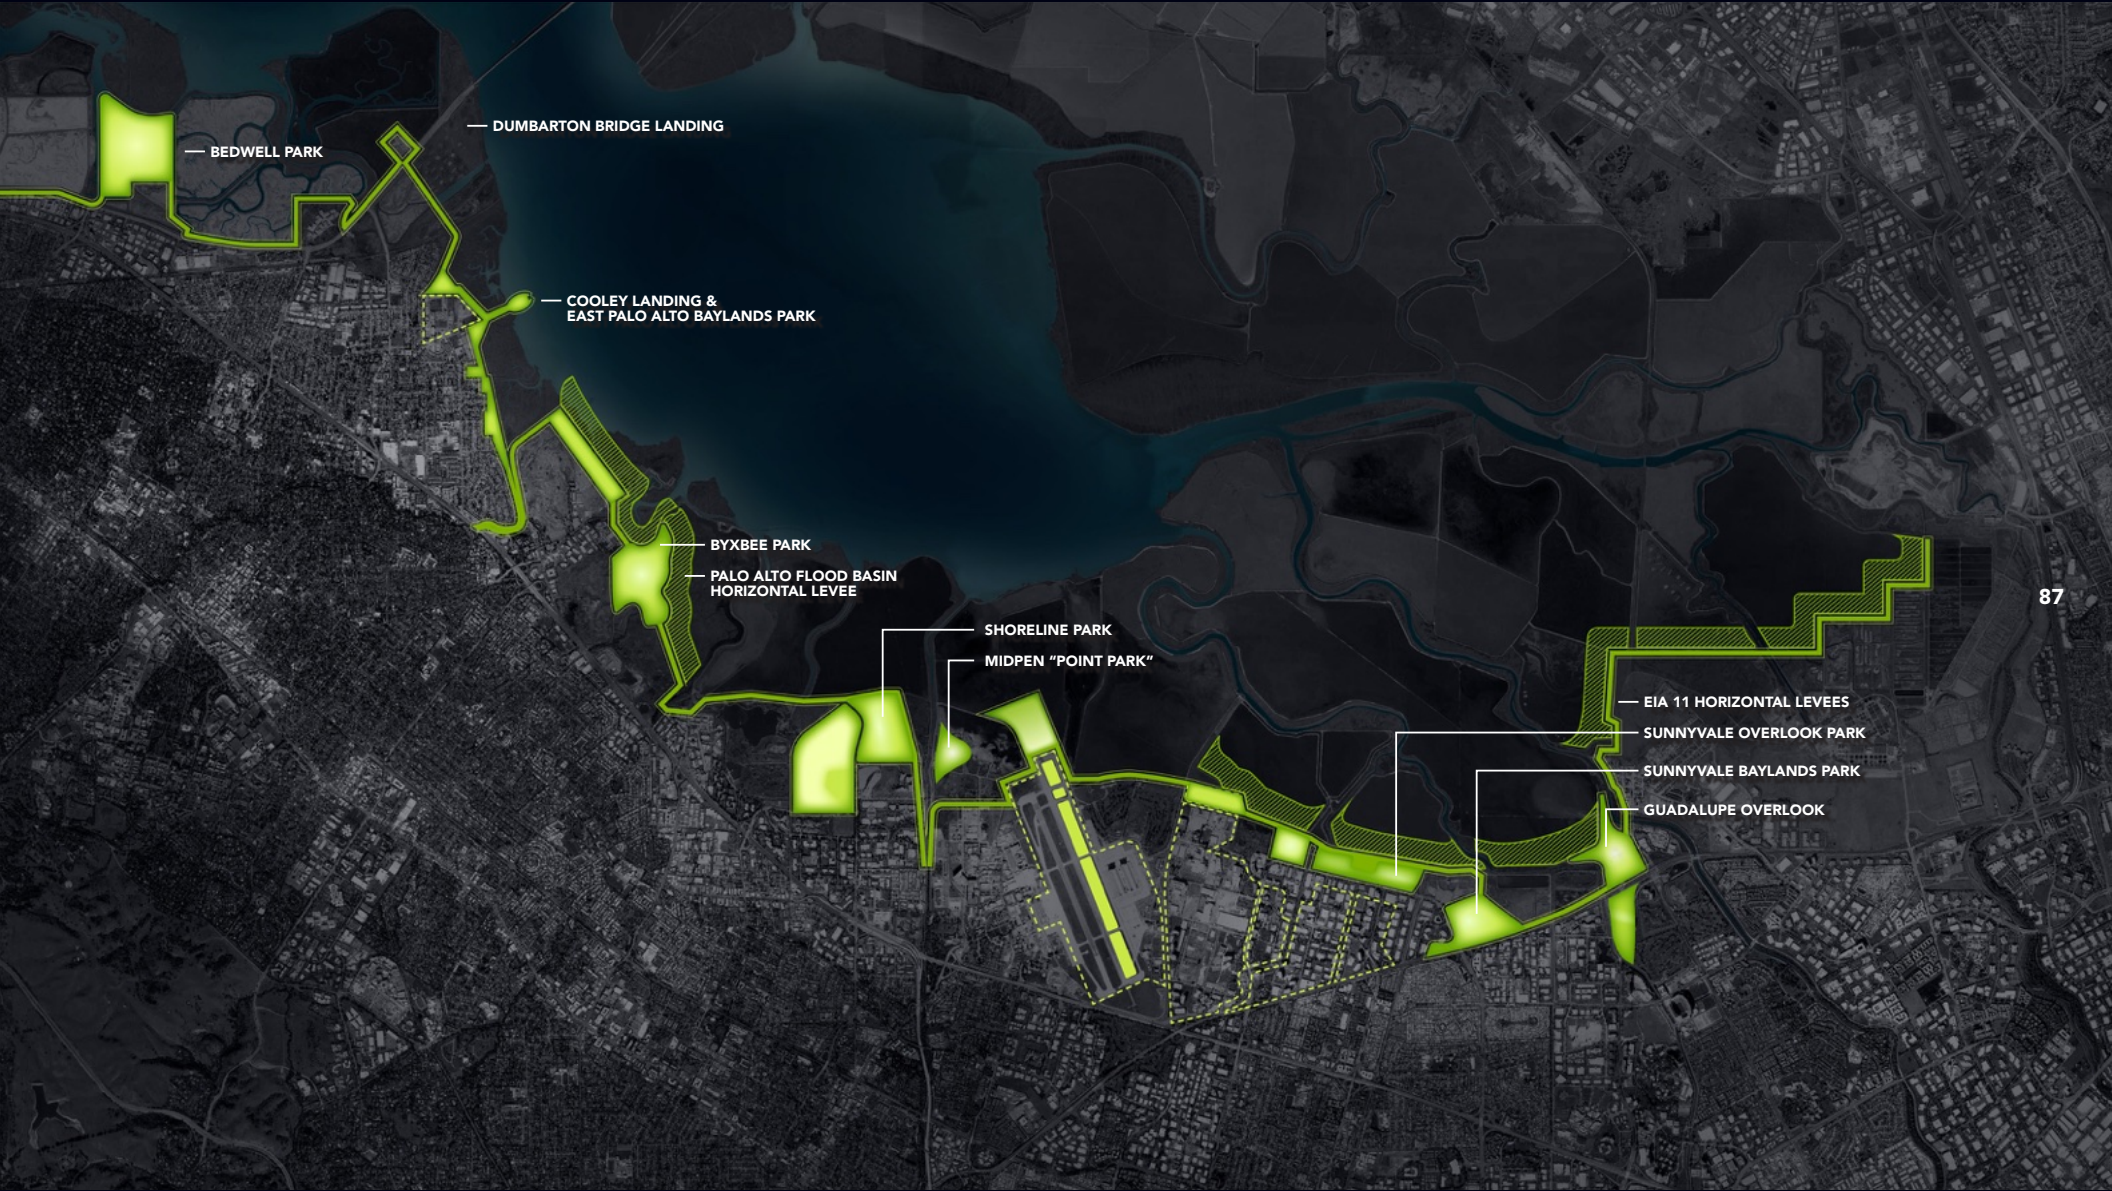 DUMBARTON BRIDGE LANDING
BEDWELL PARK
COOLEY LANDING &
EAST PALO ALTO BAYLANDS PARK
BYXBEE PARK
PALO ALTO FLOOD BASIN
HORIZONTAL LEVEE
87
SHORELINE PARK
MIDPEN “POINT PARK”
EIA 11 HORIZONTAL LEVEES
SUNNYVALE OVERLOOK PARK
SUNNYVALE BAYLANDS PARK
GUADALUPE OVERLOOK